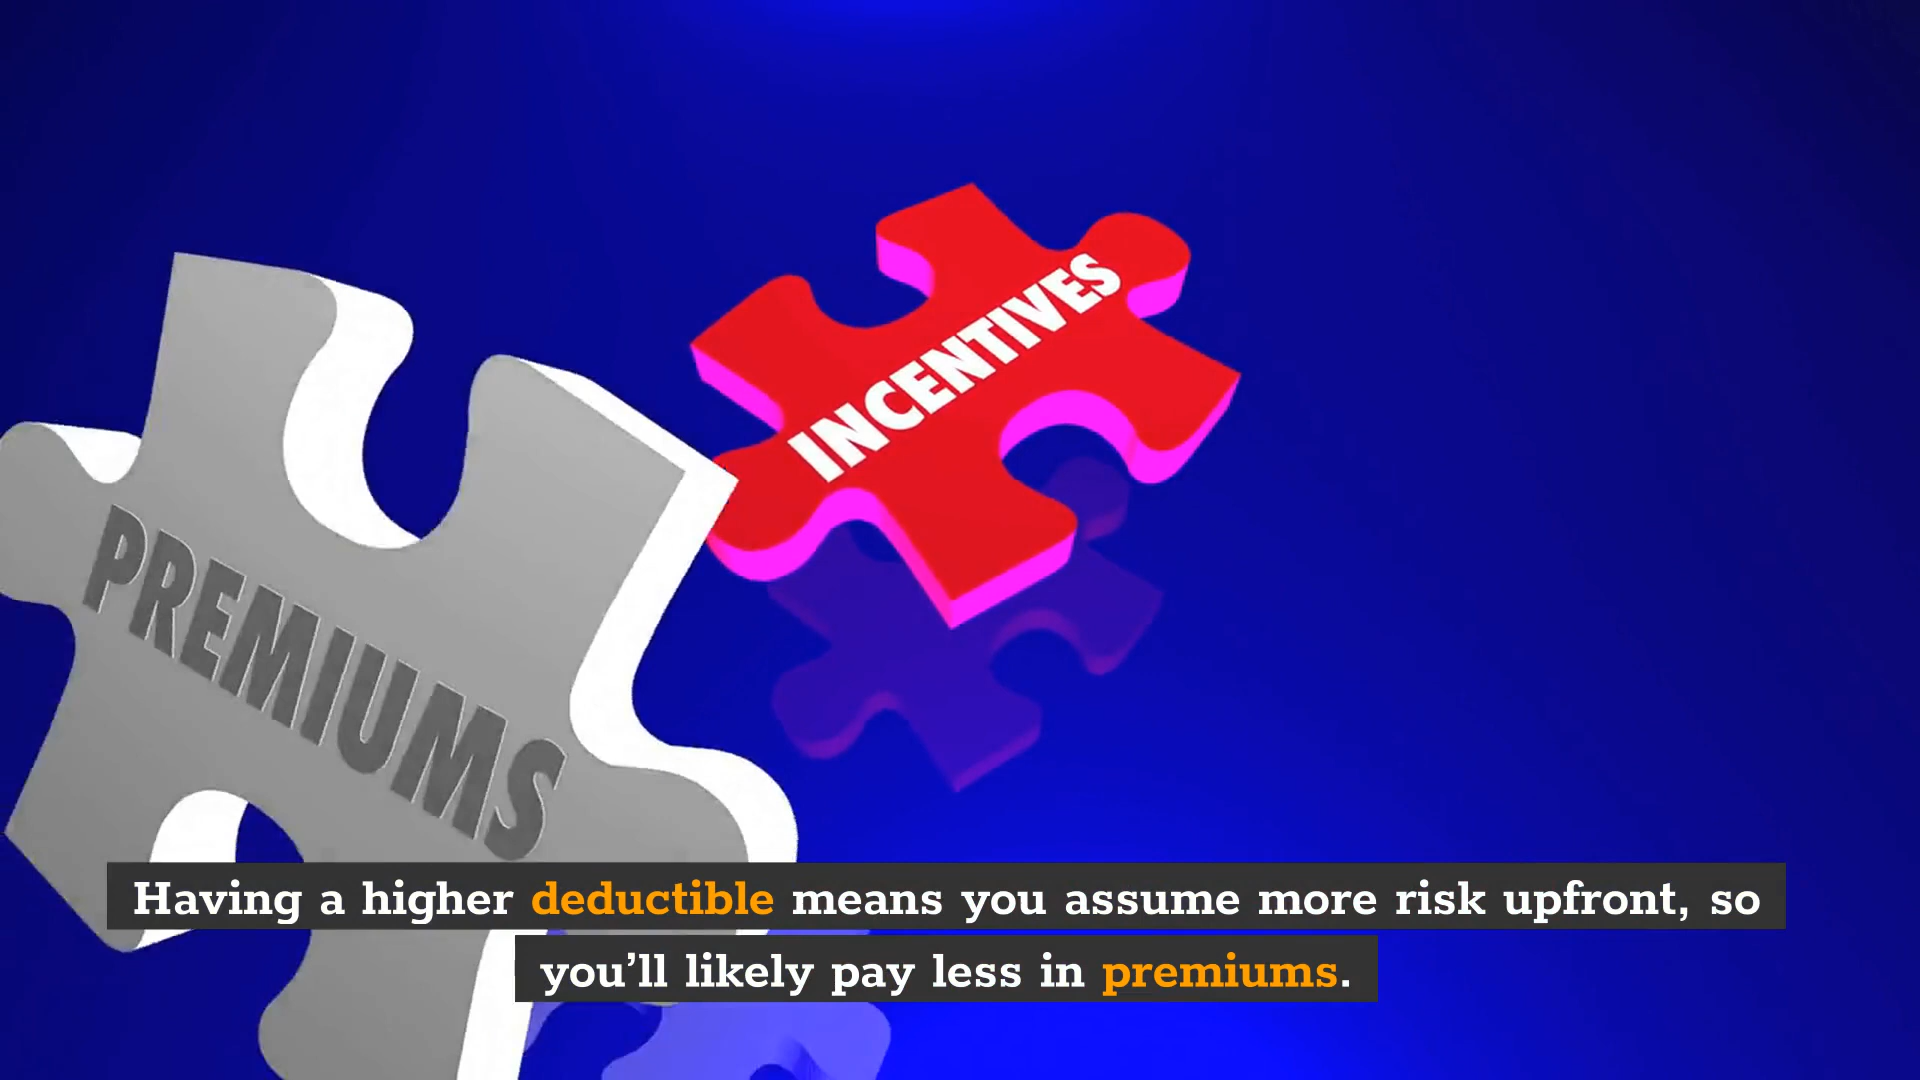 INCENTIVES
PREMIUMS
Having a higher deductible means you assume more risk upfront, so
you’ll likely pay less in premiums.